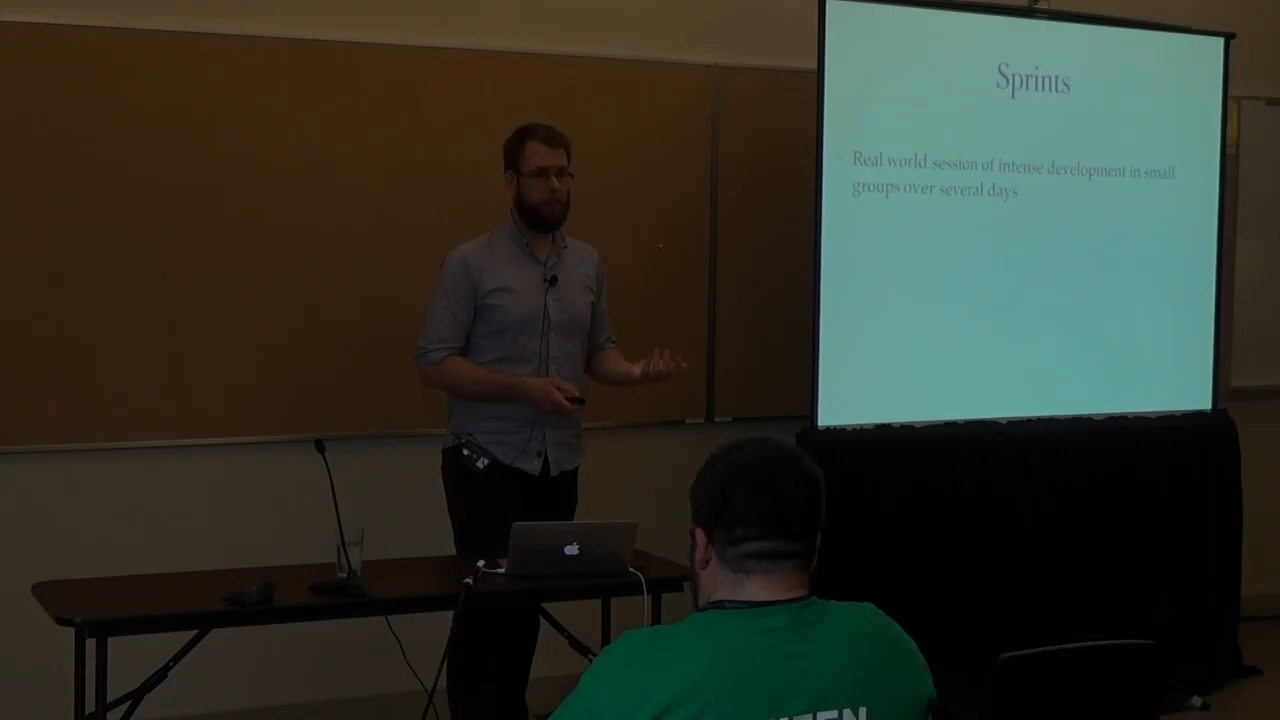 Sprints
Real world session of intense development in small
groups over several days